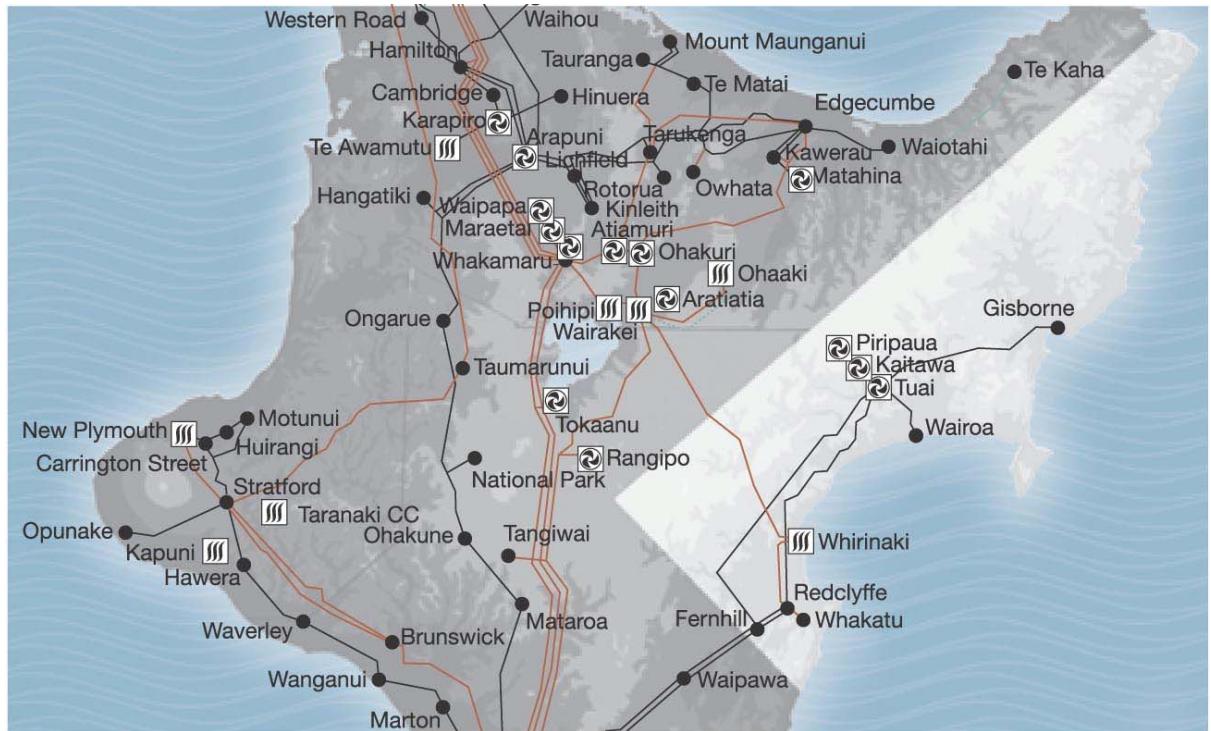 Western Road
Waihou
Hamilton
Mount Maunganui
Tauranga
Te Kaha
Te Matai
Cambridge
Hinuera
Edgecumbe
Karapiro
Arapuni
Tarukenga
Te Awamutu
Lichfield
Kawerau
Waiotahi
Hangatiki
Rotorua
Owhata
Matahina
Waipapa
Kinleith
Maraetai
Atiamuri
Whakamaru
Ohakuri
Ohaaki
Aratiatia
Poihipi
Wairakei
Gisborne
Ongarue
Piripaua
Kaitawa
Taumarunui
Tuai
Tokaanu
Motunui
New Plymouth
Huirangi
Wairoa
Carrington Street
Rangipo
National Park
Stratford
Taranaki CC
Opunake
Ohakune
Tangiwai
Whirinaki
Kapuni
Hawera
Redclyffe
Mataroa
Fernhill
Whakatu
Waverley
Brunswick
Wanganui
Waipawa
Marton